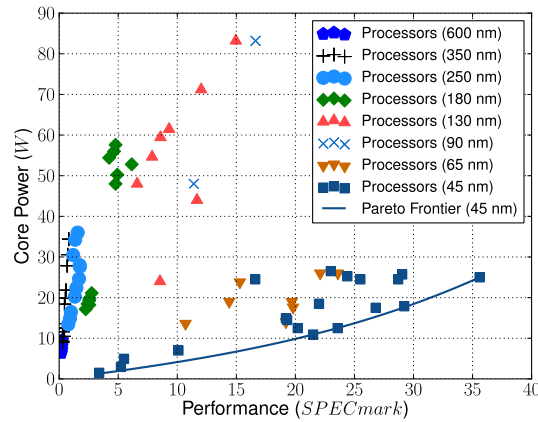 90
80
70
60
50
40
30
20
10
0
Core Power (W)
Processors (600 nm)
Processors (350 nm)
Processors (250 nm)
Processors (180 nm)
Processors (130 nm)
Processors (90 nm)
Processors (65 nm)
Processors (45 nm)
Pareto Frontier (45 nm)
0 5 10 15 20 25 30 35 40
Performance (SPECmark)